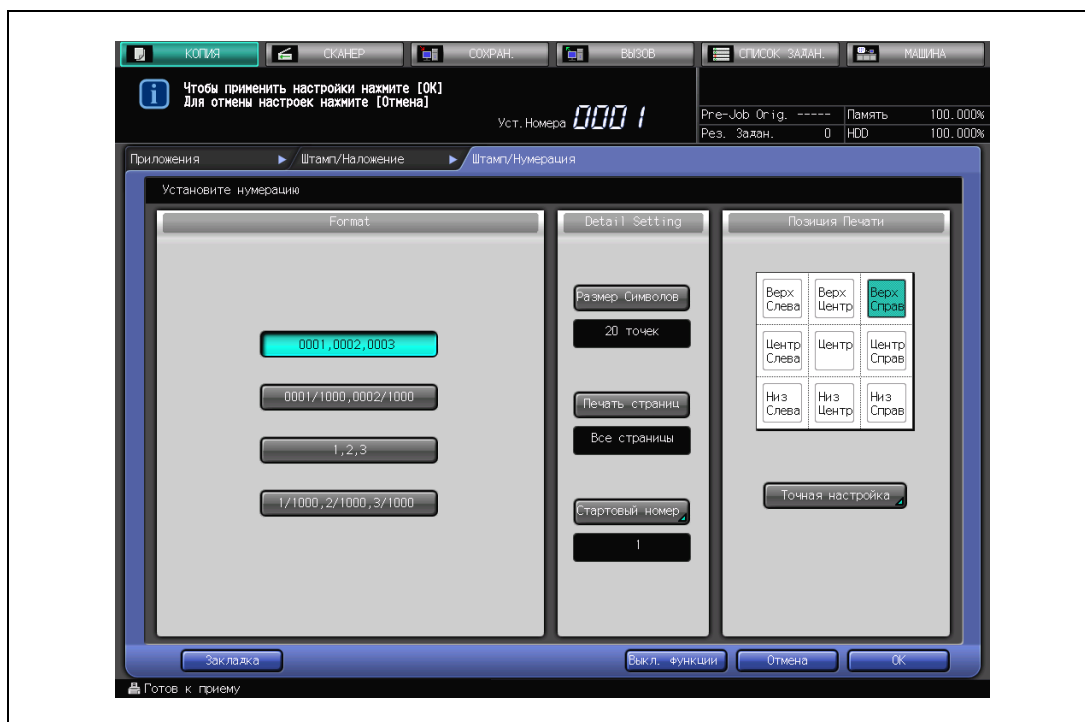 КОПИЯ
СКАНЕР
СОХРАН.
ВЫЗОВ
СПИСОК ЗАДАН.
МАШИНА
Чтобы применить настройки нажмите [OK]
Для отмены настроек нажмите [Отмена]
Уст. Номера 0001
Pre-Job Orig. ----- Память 100.000%
Рез. Задан. 0 HDD 100.000%
Приложения
Штамп/Наложение
Штамп/Нумерация
Установите нумерацию
Format
0001,0002,0003
0001/1000,0002/1000
1,2,3
1/1000,2/1000,3/1000
Detail Setting
Размер Символов
20 точек
Печать страниц
Все страницы
Стартовый номер
1
Позиция Печати
Верх Слева
Верх Центр
Верх Справ
Центр Слева
Центр
Центр Справ
Низ Слева
Низ Центр
Низ Справ
Точная настройка
Закладка
Выкл. функции
Отмена
OK
Готов к приему